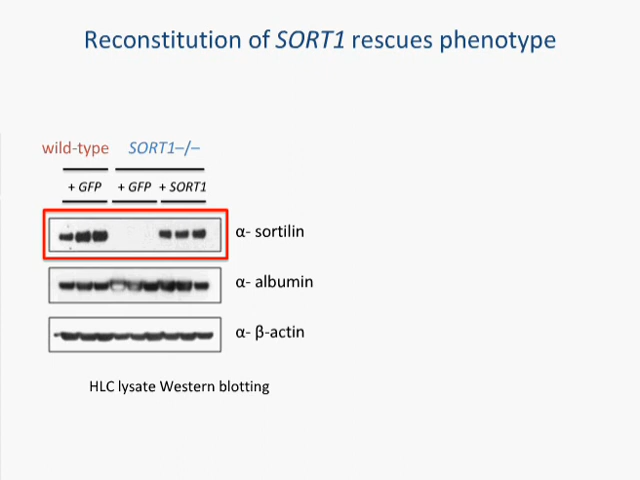 Reconstitution of SORT1 rescues phenotype
wild-type SORT1–/–
+ GFP + GFP + SORT1
α- sortilin
α- albumin
α- β-actin
HLC lysate Western blotting